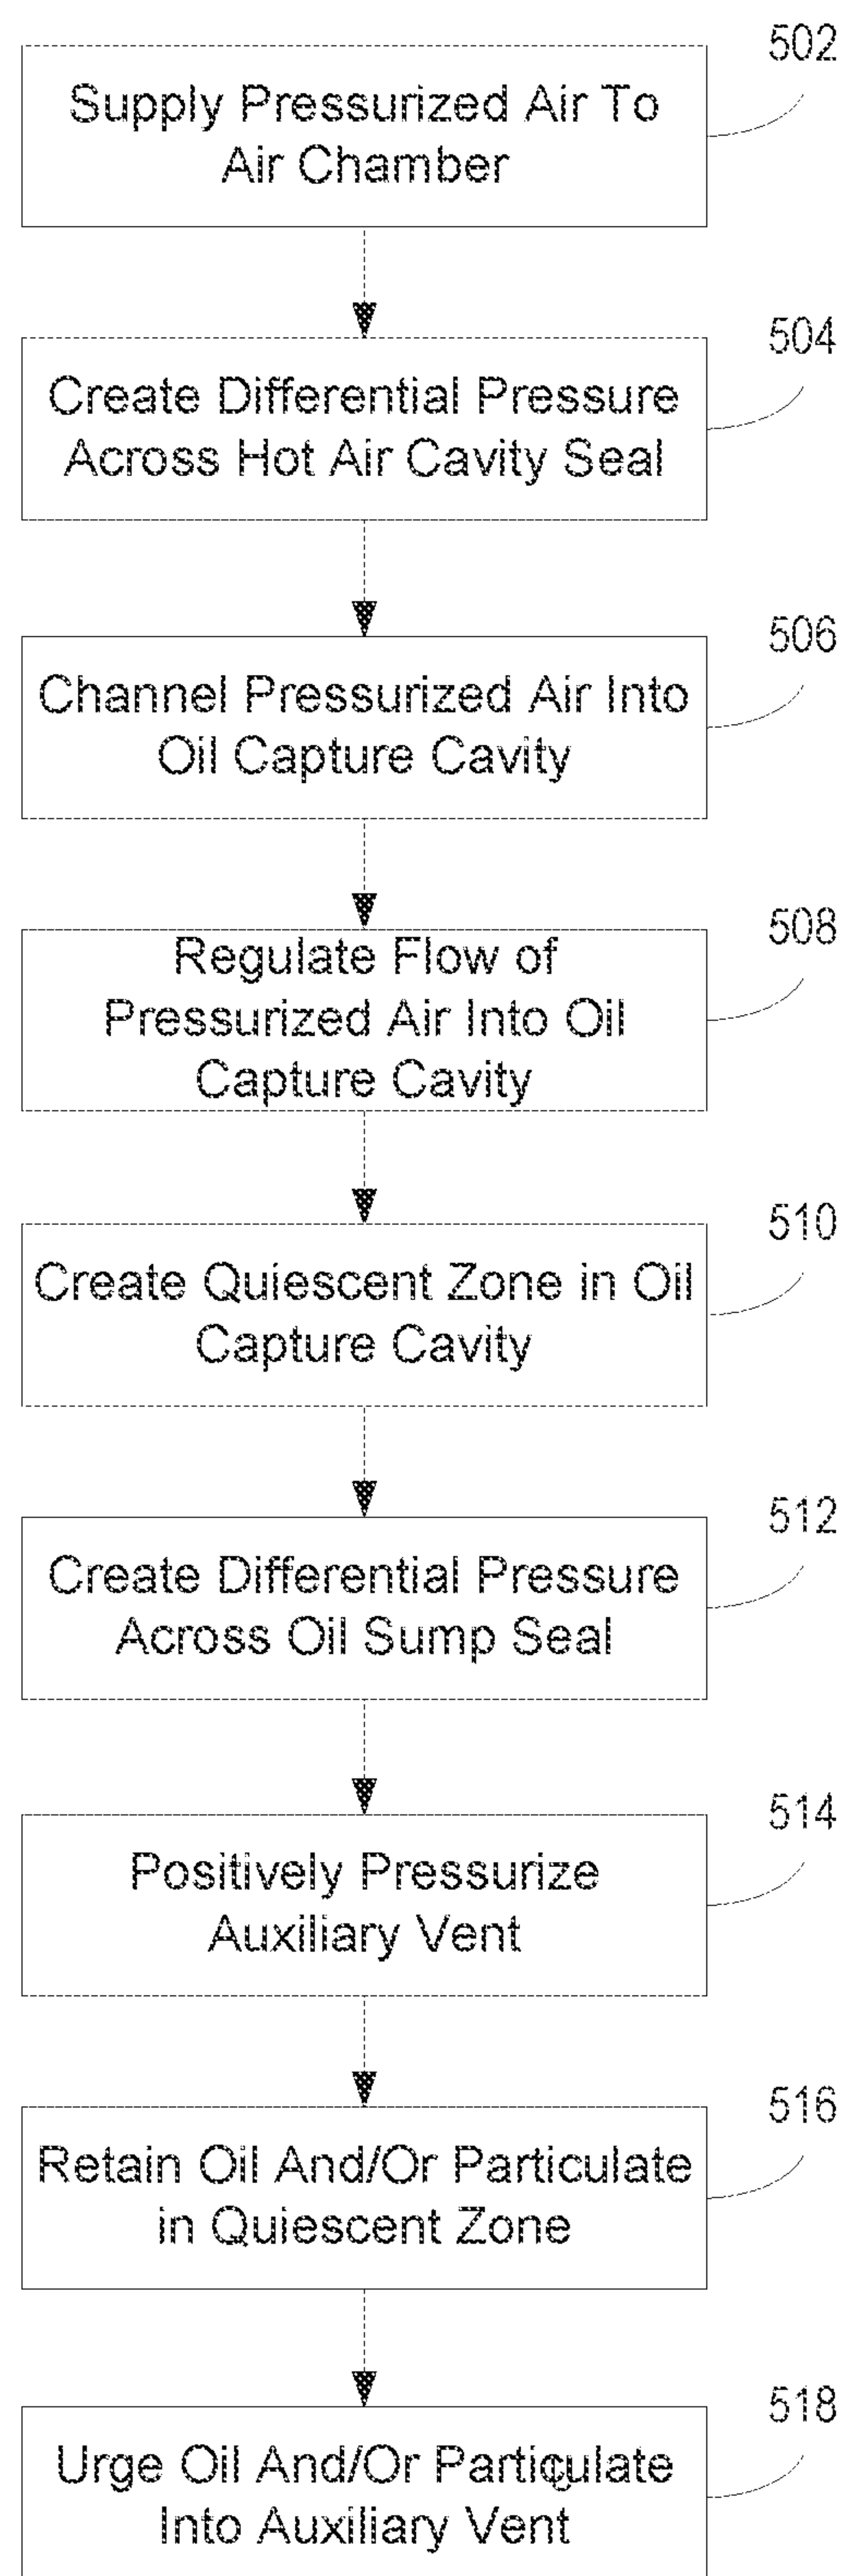 502
Supply Pressurized Air To
Air Chamber
504
Create Differential Pressure
Across Hot Air Cavity Seal
506
Channel Pressurized Air Into
Oil Capture Cavity
508
Regulate Flow of
Pressurized Air Into Oil
Capture Cavity
510
Create Quiescent Zone in Oil
Capture Cavity
512
Create Differential Pressure
Across Oil Sump Seal
514
Positively Pressurize
Auxiliary Vent
516
Retain Oil And/Or Particulate
in Quiescent Zone
518
Urge Oil And/Or Particulate
Into Auxiliary Vent